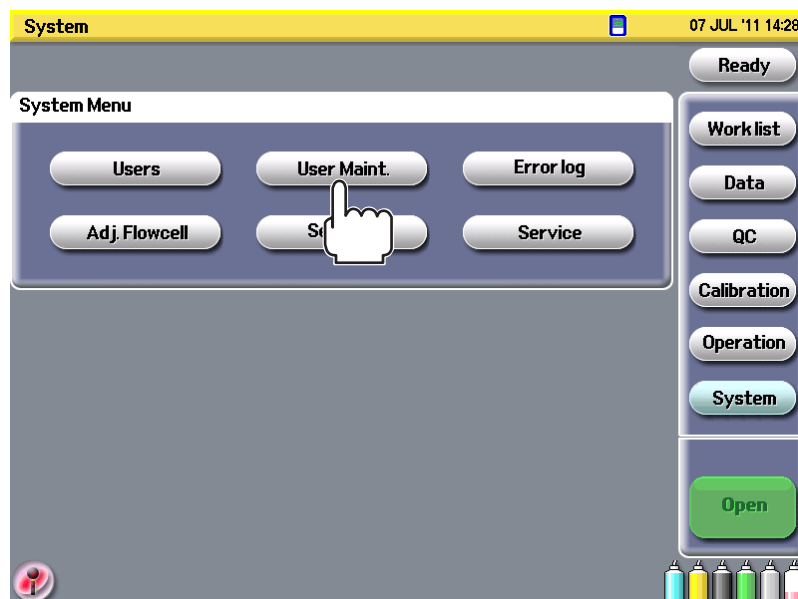 System
07 JUL '11 14:28
Ready
System Menu
Work list
Users
User Maint.
Error log
Data
Adj. Flowcell
Service
QC
Calibration
Operation
System
Open